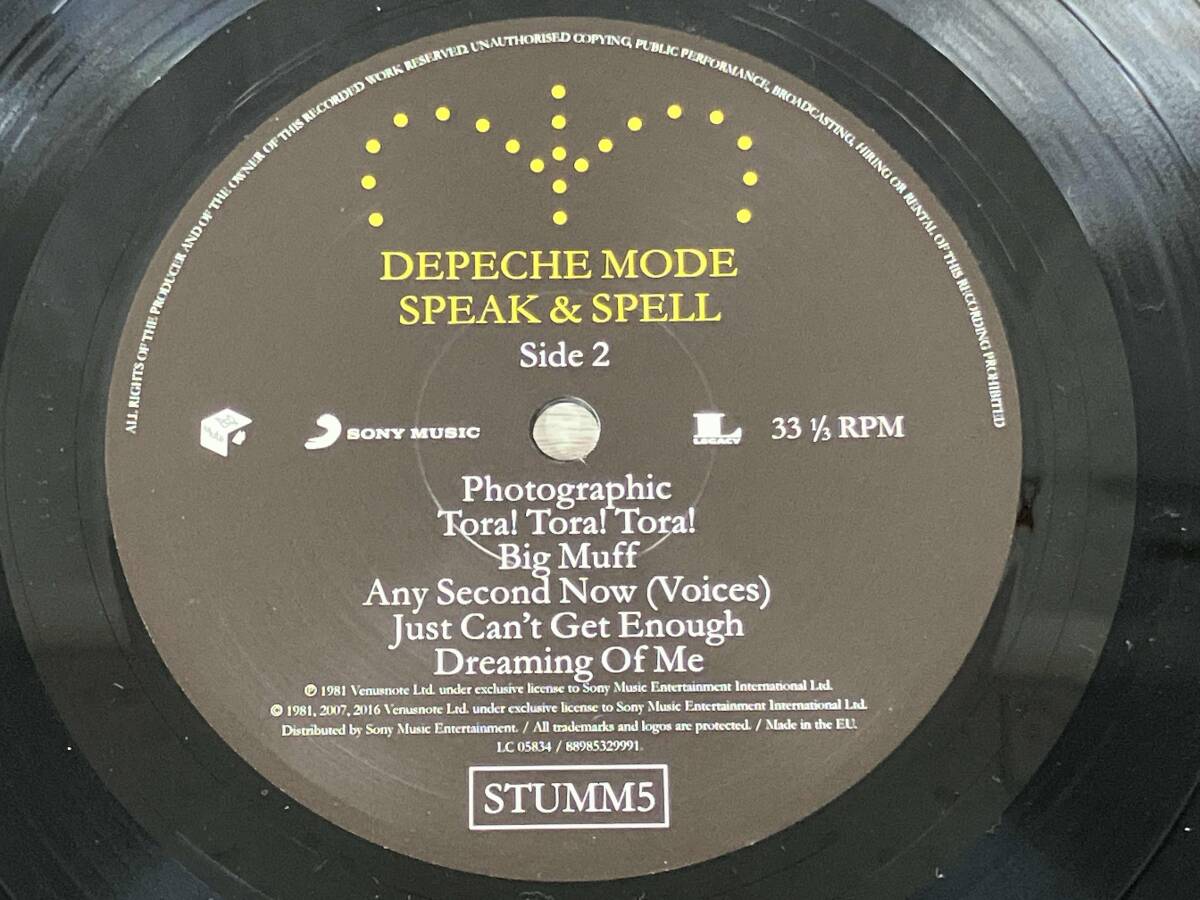 ALL RIGHTS OF THE PRODUCER AND OF THE OWNER OF THIS RECORDED WORK RESERVED. UNAUTHORISED COPYING, PUBLIC PERFORMANCE, BROADCASTING, HIRING OR RENTAL OF THIS RECORDING PROHIBITED
DEPECHE MODE
SPEAK & SPELL
Side 2
SONY MUSIC
L LEGACY
33 ⅓ RPM
Photographic
Tora! Tora! Tora!
Big Muff
Any Second Now (Voices)
Just Can't Get Enough
Dreaming Of Me
℗ 1981 Venusnote Ltd. under exclusive license to Sony Music Entertainment International Ltd.
© 1981, 2007, 2016 Venusnote Ltd. under exclusive license to Sony Music Entertainment International Ltd.
Distributed by Sony Music Entertainment. / All trademarks and logos are protected. / Made in the EU.
LC 05834 / 88985329991.
STUMM5